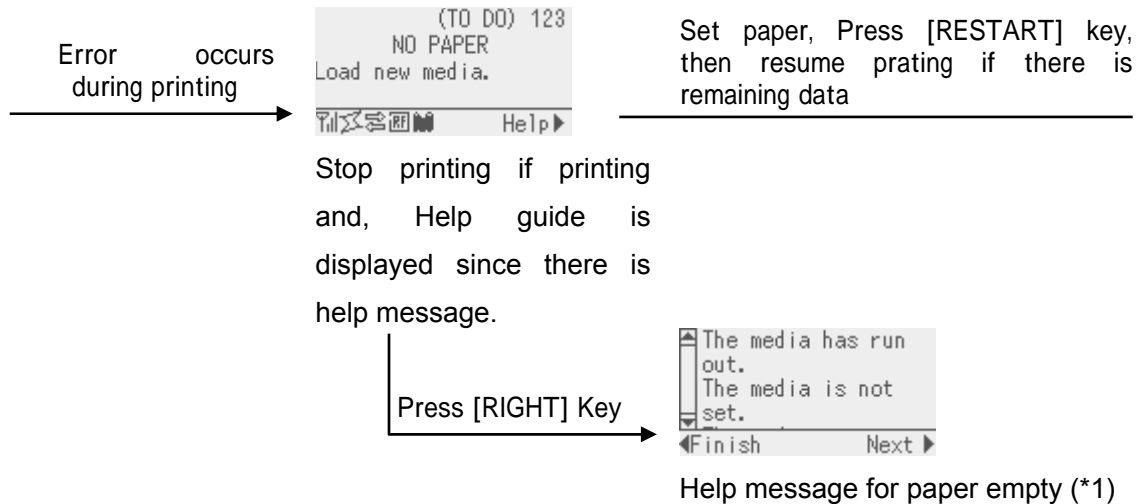 Error occurs
during printing
(TO DO) 123
NO PAPER
Load new media.
RF
Help▶
Set paper, Press [RESTART] key,
then resume prating if there is
remaining data
Stop printing if printing
and, Help guide is
displayed since there is
help message.
Press [RIGHT] Key
The media has run
out.
The media is not
set.
◀Finish Next ▶
Help message for paper empty (*1)